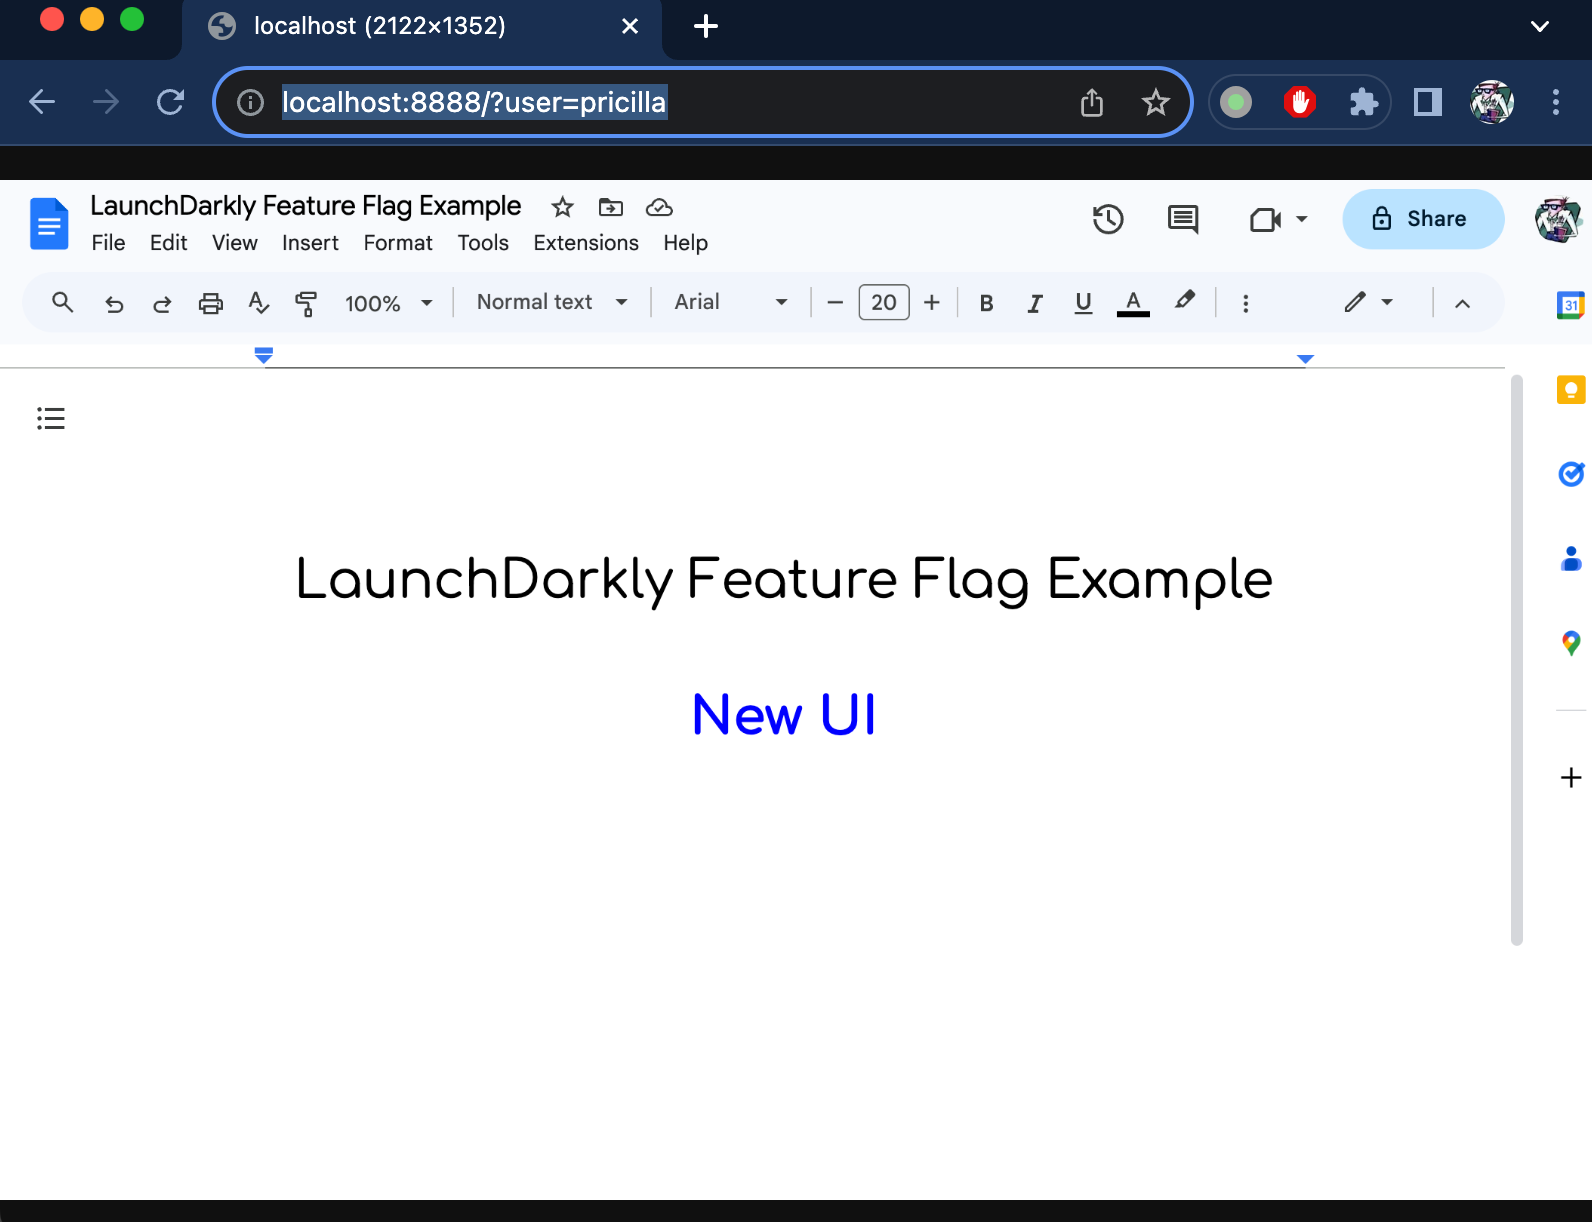 localhost (2122×1352)
localhost:8888/?user=pricilla
LaunchDarkly Feature Flag Example
File Edit View Insert Format Tools Extensions Help
Share
100% Normal text Arial 20 B I U A
31
LaunchDarkly Feature Flag Example
New UI